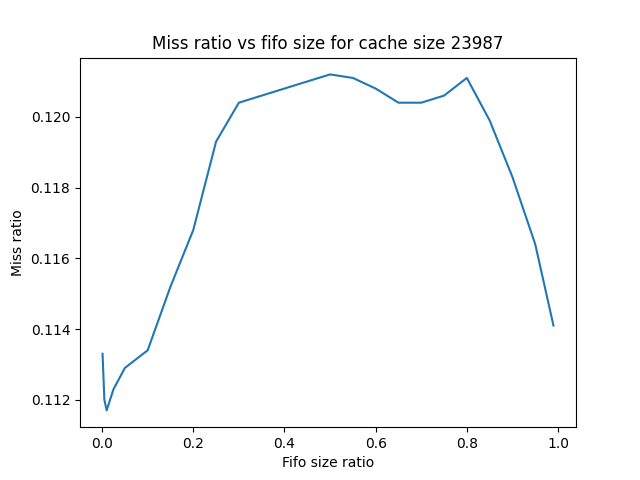 Miss ratio vs fifo size for cache size 23987
0.120
0.118
0.116
0.114
0.112
Miss ratio
0.0 0.2 0.4 0.6 0.8 1.0
Fifo size ratio